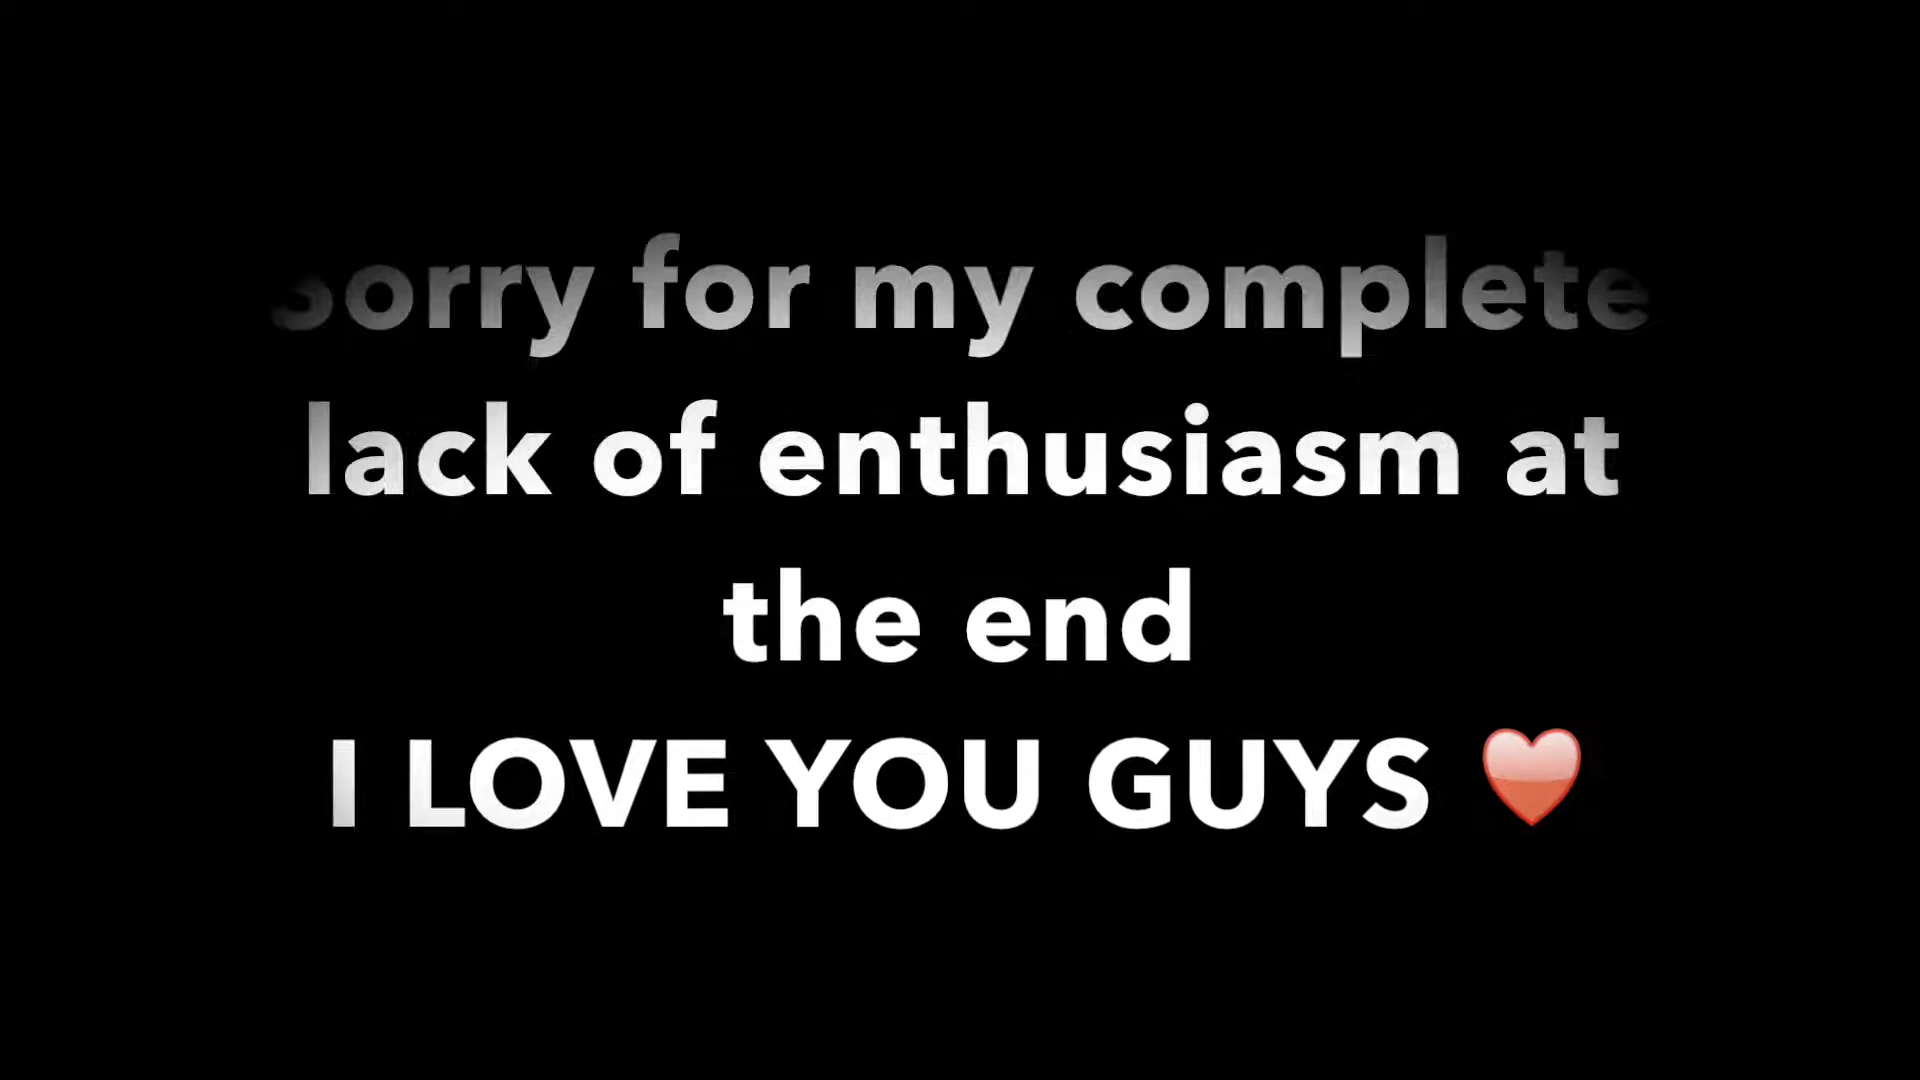 Sorry for my complete
lack of enthusiasm at
the end
I LOVE YOU GUYS ♥